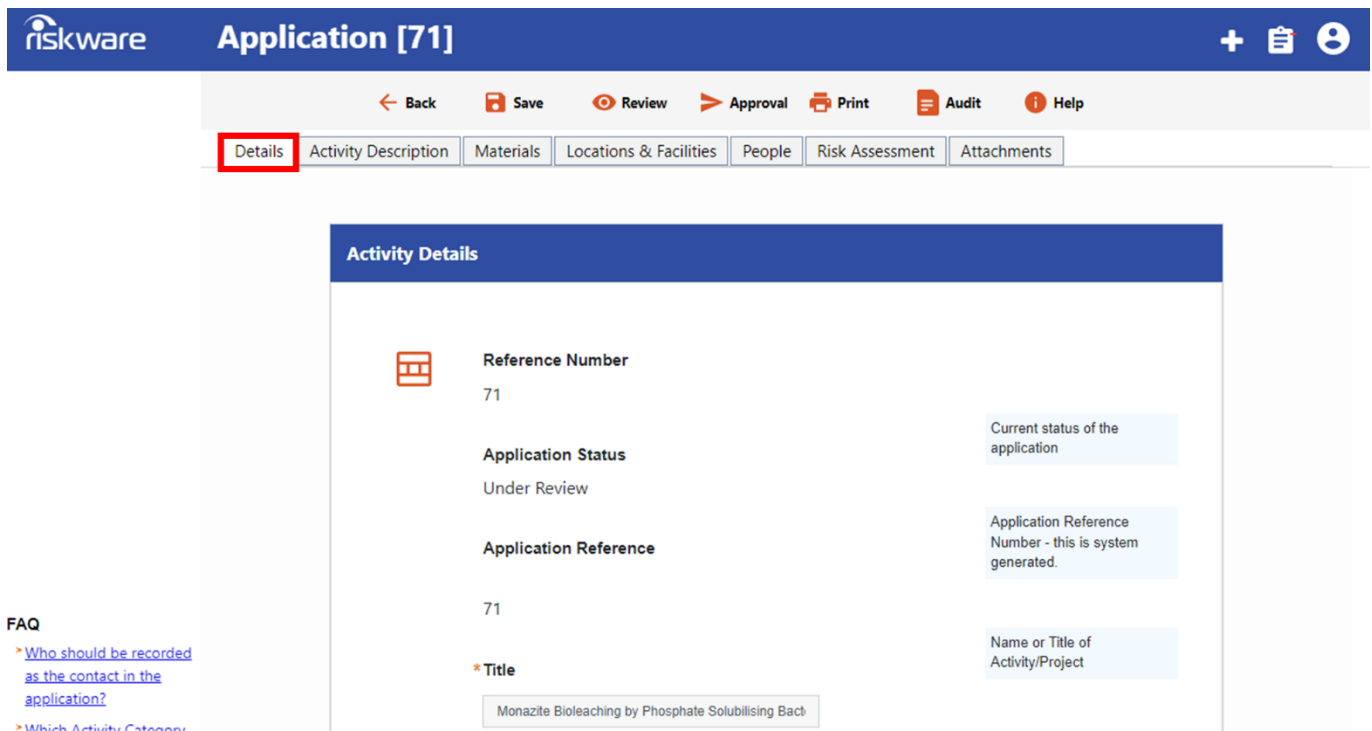 riskware
Application [71]
Back Save Review Approval Print Audit Help
Details Activity Description Materials Locations & Facilities People Risk Assessment Attachments
Activity Details
Reference Number
71
Current status of the
application
Application Status
Under Review
Application Reference
Number - this is system
generated.
Application Reference
71
Name or Title of
Activity/Project
*Title
Monazite Bioleaching by Phosphate Solubilising Bact
FAQ
Who should be recorded
as the contact in the
application?
Which Activity Category